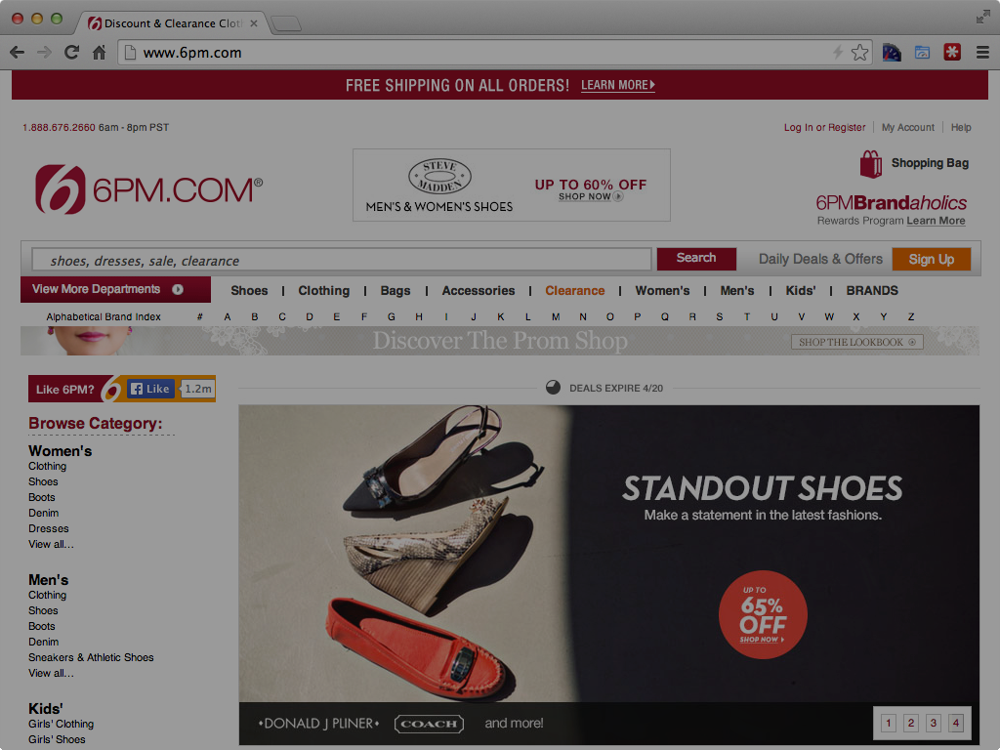 Discount & Clearance Clot
www.6pm.com
FREE SHIPPING ON ALL ORDERS! LEARN MORE
1.888.676.2660 6am - 8pm PST
Log In or Register | My Account | Help
6PM.COM®
STEVE
MADDEN
MEN'S & WOMEN'S SHOES
UP TO 60% OFF
SHOP NOW
Shopping Bag
6PMBrandaholics
Rewards Program Learn More
shoes, dresses, sale, clearance
Search
Daily Deals & Offers
Sign Up
View More Departments
Shoes | Clothing | Bags | Accessories | Clearance | Women's | Men's | Kids' | BRANDS
Alphabetical Brand Index # A B C D E F G H I J K L M N O P Q R S T U V W X Y Z
Discover The Prom Shop
SHOP THE LOOKBOOK
Like 6PM?
Like
1.2m
DEALS EXPIRE 4/20
Browse Category:
Women's
Clothing
Shoes
Boots
Denim
Dresses
View all...
Men's
Clothing
Shoes
Boots
Denim
Sneakers & Athletic Shoes
View all...
Kids'
Girls' Clothing
Girls' Shoes
STANDOUT SHOES
Make a statement in the latest fashions.
UP TO
65%
OFF
SHOP NOW
DONALD J PLINER
COACH
and more!
1 2 3 4